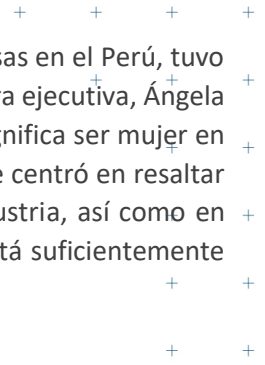 sas en el Perú, tuvo
ra ejecutiva, Ángela
gnifica ser mujer en
e centró en resaltar
ustria, así como en
tá suficientemente